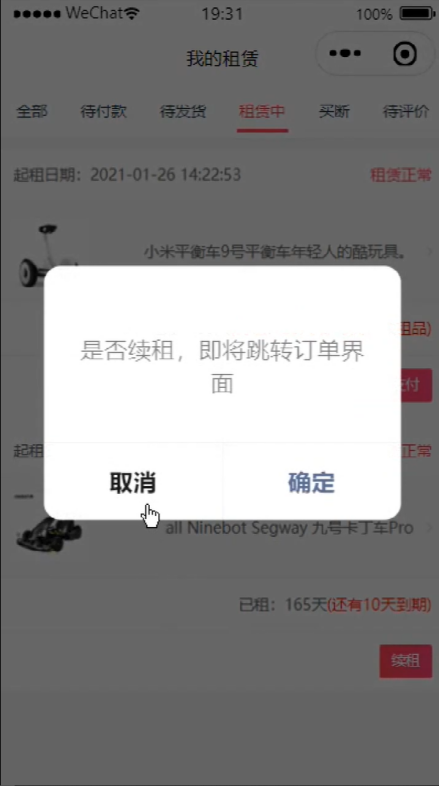 WeChat 19:31 100%
我的租赁
全部 待付款 待发货 租赁中 买断 待评价
起租日期：2021-01-26 14:22:53 租赁正常
小米平衡车9号平衡车年轻人的酷玩具。
租品)
是否续租，即将跳转订单界
面
付
起租 正常
取消 确定
all Ninebot Segway 九号卡丁车Pro
已租：165天(还有10天到期)
续租